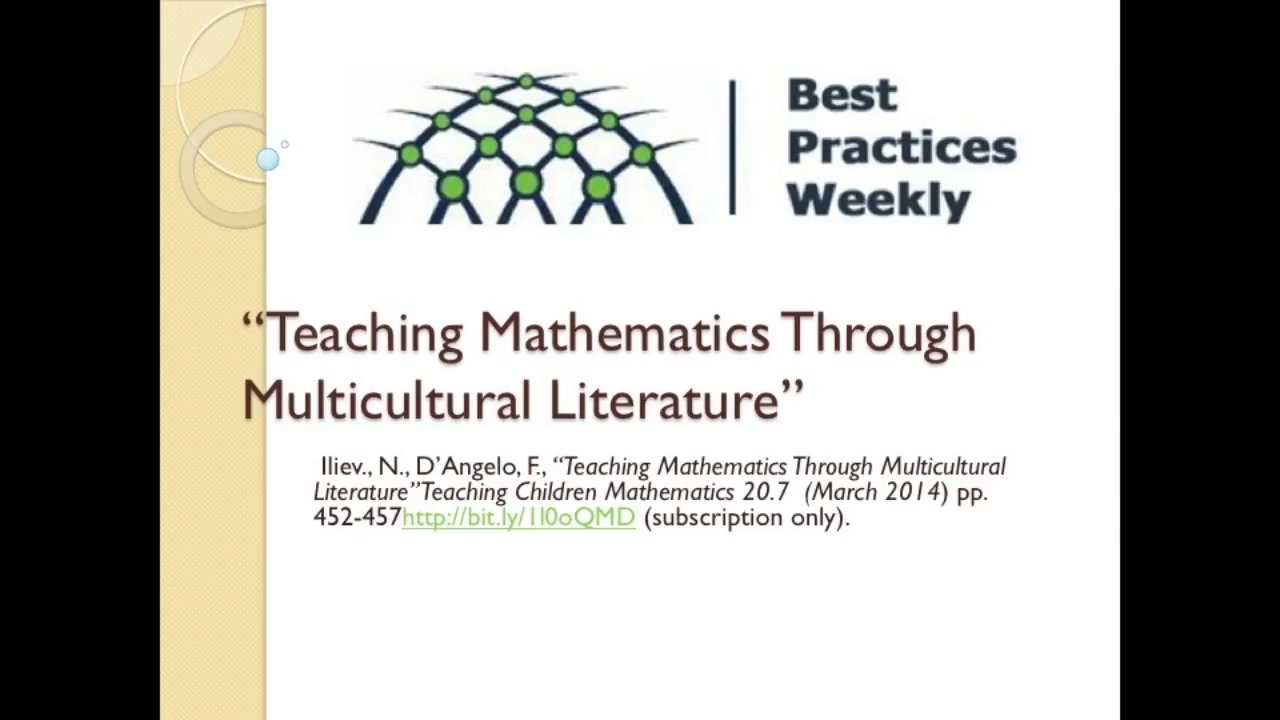 Best
Practices
Weekly
“Teaching Mathematics Through
Multicultural Literature”
Iliev., N., D’Angelo, F., “Teaching Mathematics Through Multicultural
Literature”Teaching Children Mathematics 20.7 (March 2014) pp.
452-457http://bit.ly/1l0oQMD (subscription only).